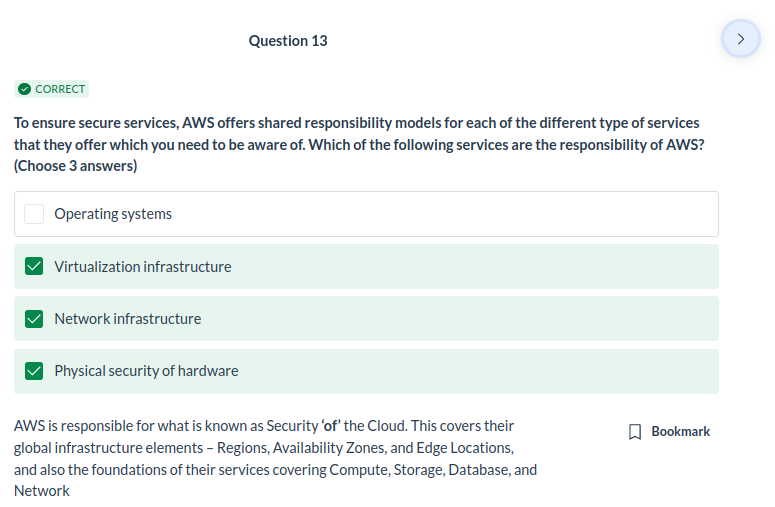 Question 13
CORRECT
To ensure secure services, AWS offers shared responsibility models for each of the different type of services
that they offer which you need to be aware of. Which of the following services are the responsibility of AWS?
(Choose 3 answers)
Operating systems
Virtualization infrastructure
Network infrastructure
Physical security of hardware
AWS is responsible for what is known as Security ‘of’ the Cloud. This covers their
global infrastructure elements – Regions, Availability Zones, and Edge Locations,
and also the foundations of their services covering Compute, Storage, Database, and
Network
Bookmark